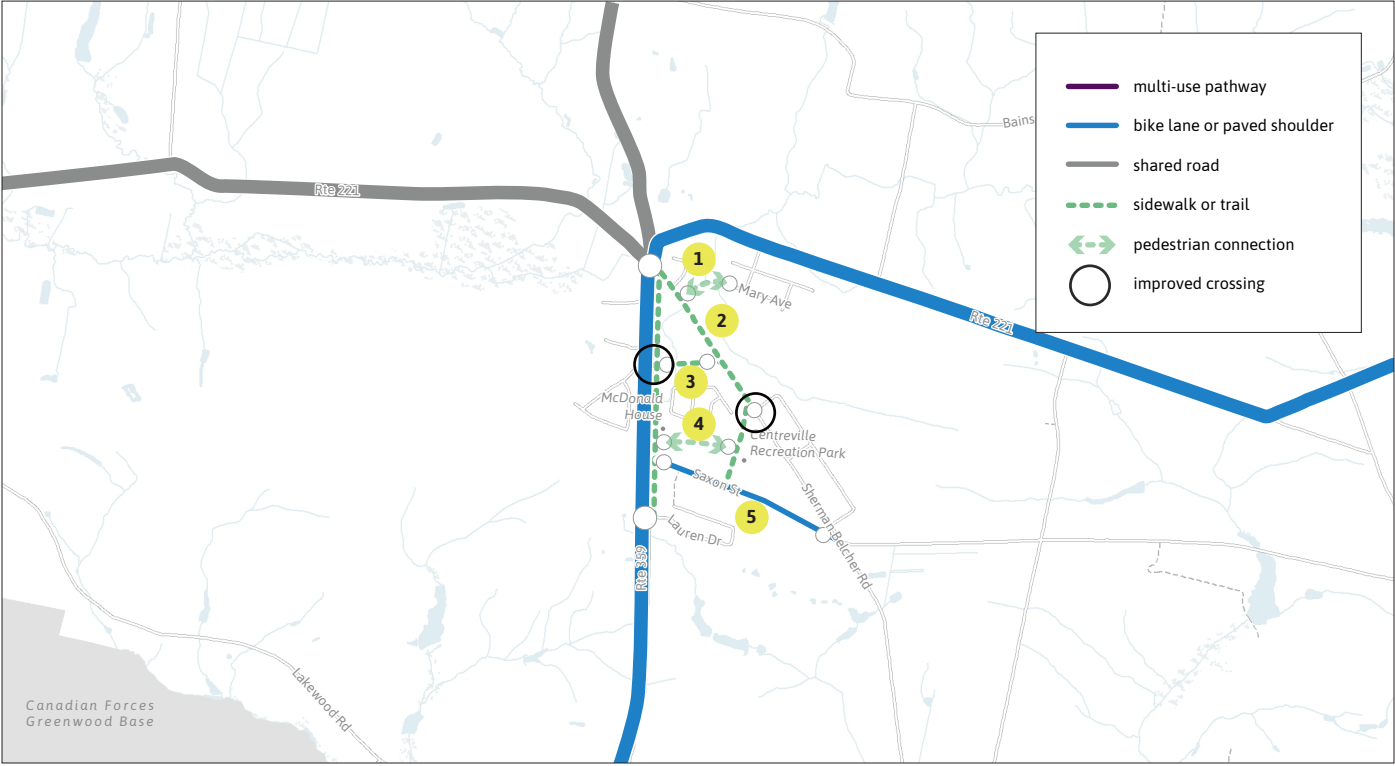 multi-use pathway
bike lane or paved shoulder
shared road
sidewalk or trail
pedestrian connection
improved crossing
Bains
Rte 221
1
Mary Ave
2
Rte 221
3
McDonald
House
4
Centreville
Recreation Park
Saxon St
5
Sherman Belcher Rd
Lauren Dr
Rte 359
Lakewood Rd
Canadian Forces
Greenwood Base